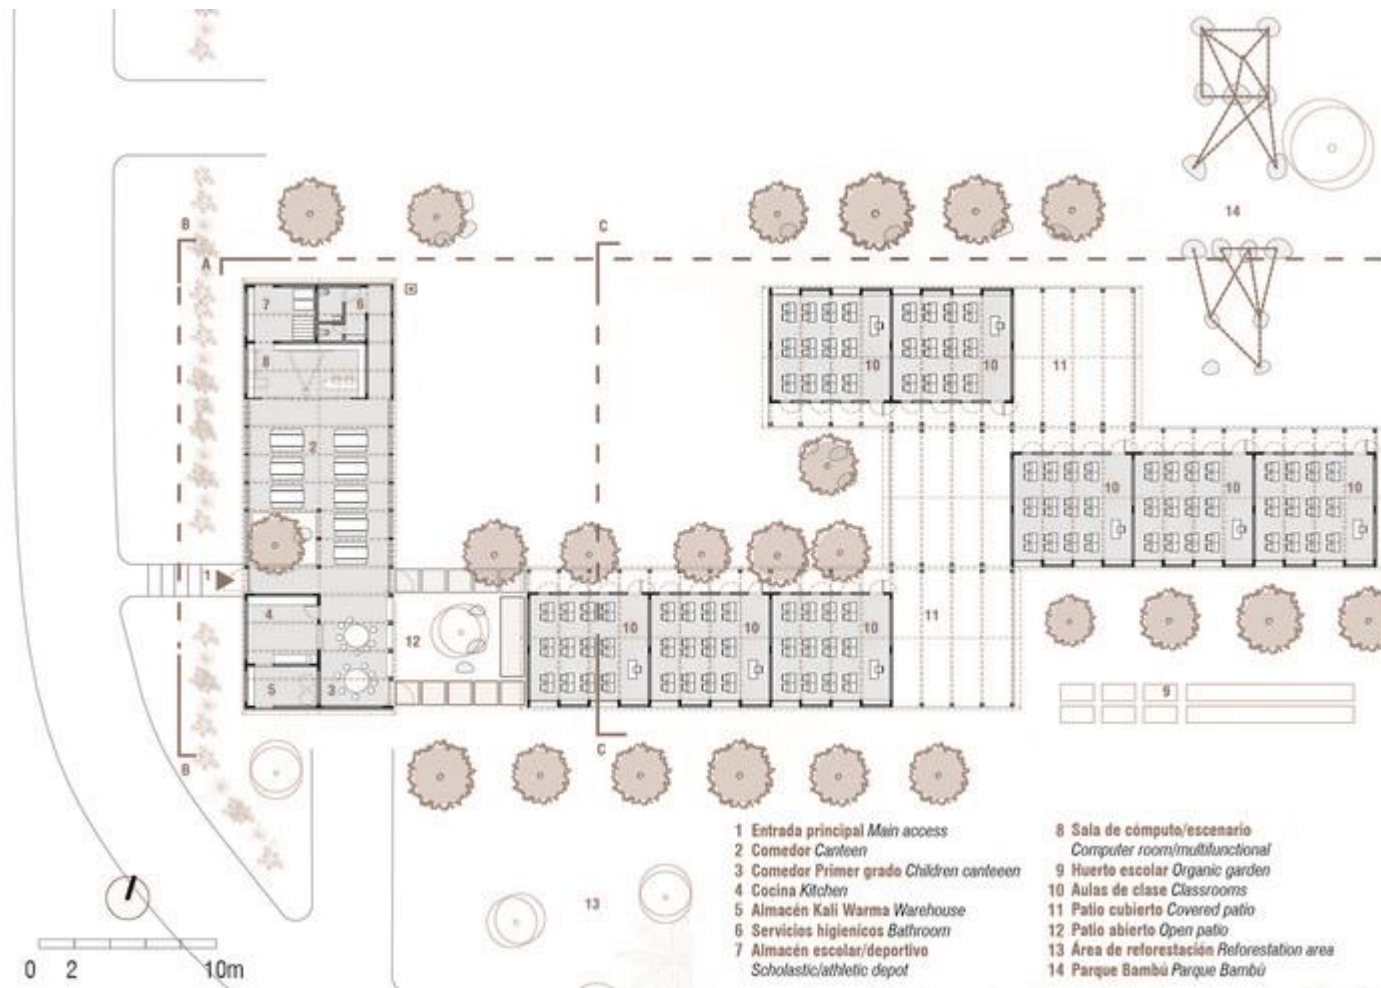 14
B
C
A
7
6
8
10
10
11
2
10
10
10
1
4
10
10
10
11
12
5
3
9
B
C
1 Entrada principal Main access
2 Comedor Canteen
3 Comedor Primer grado Children canteeen
4 Cocina Kitchen
5 Almacén Kali Warma Warehouse
6 Servicios higienicos Bathroom
7 Almacén escolar/deportivo
Scholastic/athletic depot
8 Sala de cómputo/escenario
Computer room/multifunctional
9 Huerto escolar Organic garden
10 Aulas de clase Classrooms
11 Patio cubierto Covered patio
12 Patio abierto Open patio
13 Área de reforestación Reforestation area
14 Parque Bambú Parque Bambú
13
0 2 10m